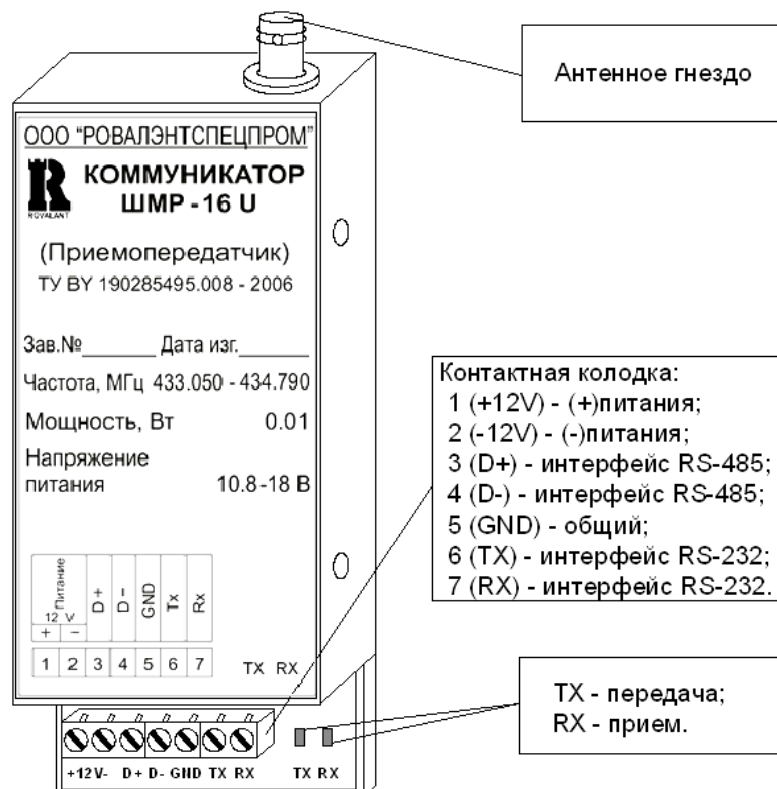 Антенное гнездо
ООО "РОВАЛЭНТСПЕЦПРОМ"
R
ROVALANT
КОММУНИКАТОР
ШМР - 16 U
(Приемопередатчик)
ТУ BY 190285495.008 - 2006
Зав.№______ Дата изг.______
Частота, МГц 433.050 - 434.790
Мощность, Вт 0.01
Напряжение
питания 10.8 - 18 В
Контактная колодка:
1 (+12V) - (+)питания;
2 (-12V) - (-)питания;
3 (D+) - интерфейс RS-485;
4 (D-) - интерфейс RS-485;
5 (GND) - общий;
6 (TX) - интерфейс RS-232;
7 (RX) - интерфейс RS-232.
Питание
12 V
+ − D+ D− GND Tx Rx
1 2 3 4 5 6 7 TX RX
TX - передача;
RX - прием.
+12V- D+ D- GND TX RX TX RX